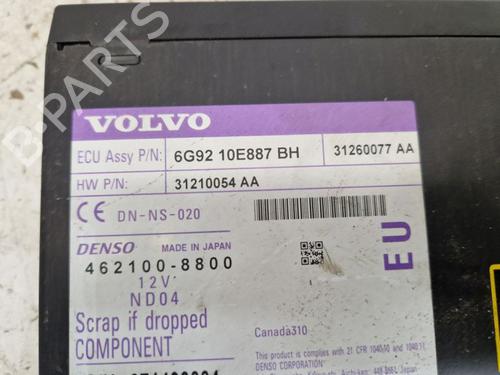 VOLVO
ECU Assy P/N: 6G92 10E887 BH 31260077 AA
HW P/N: 31210054 AA
CE DN-NS-020
DENSO MADE IN JAPAN
462100-8800
12V
ND04
EU
Scrap if dropped
COMPONENT
Canada310
This product is in compliance with 21 CFR 1040.10 and 1040.11
DENSO CORPORATION
B-PARTS